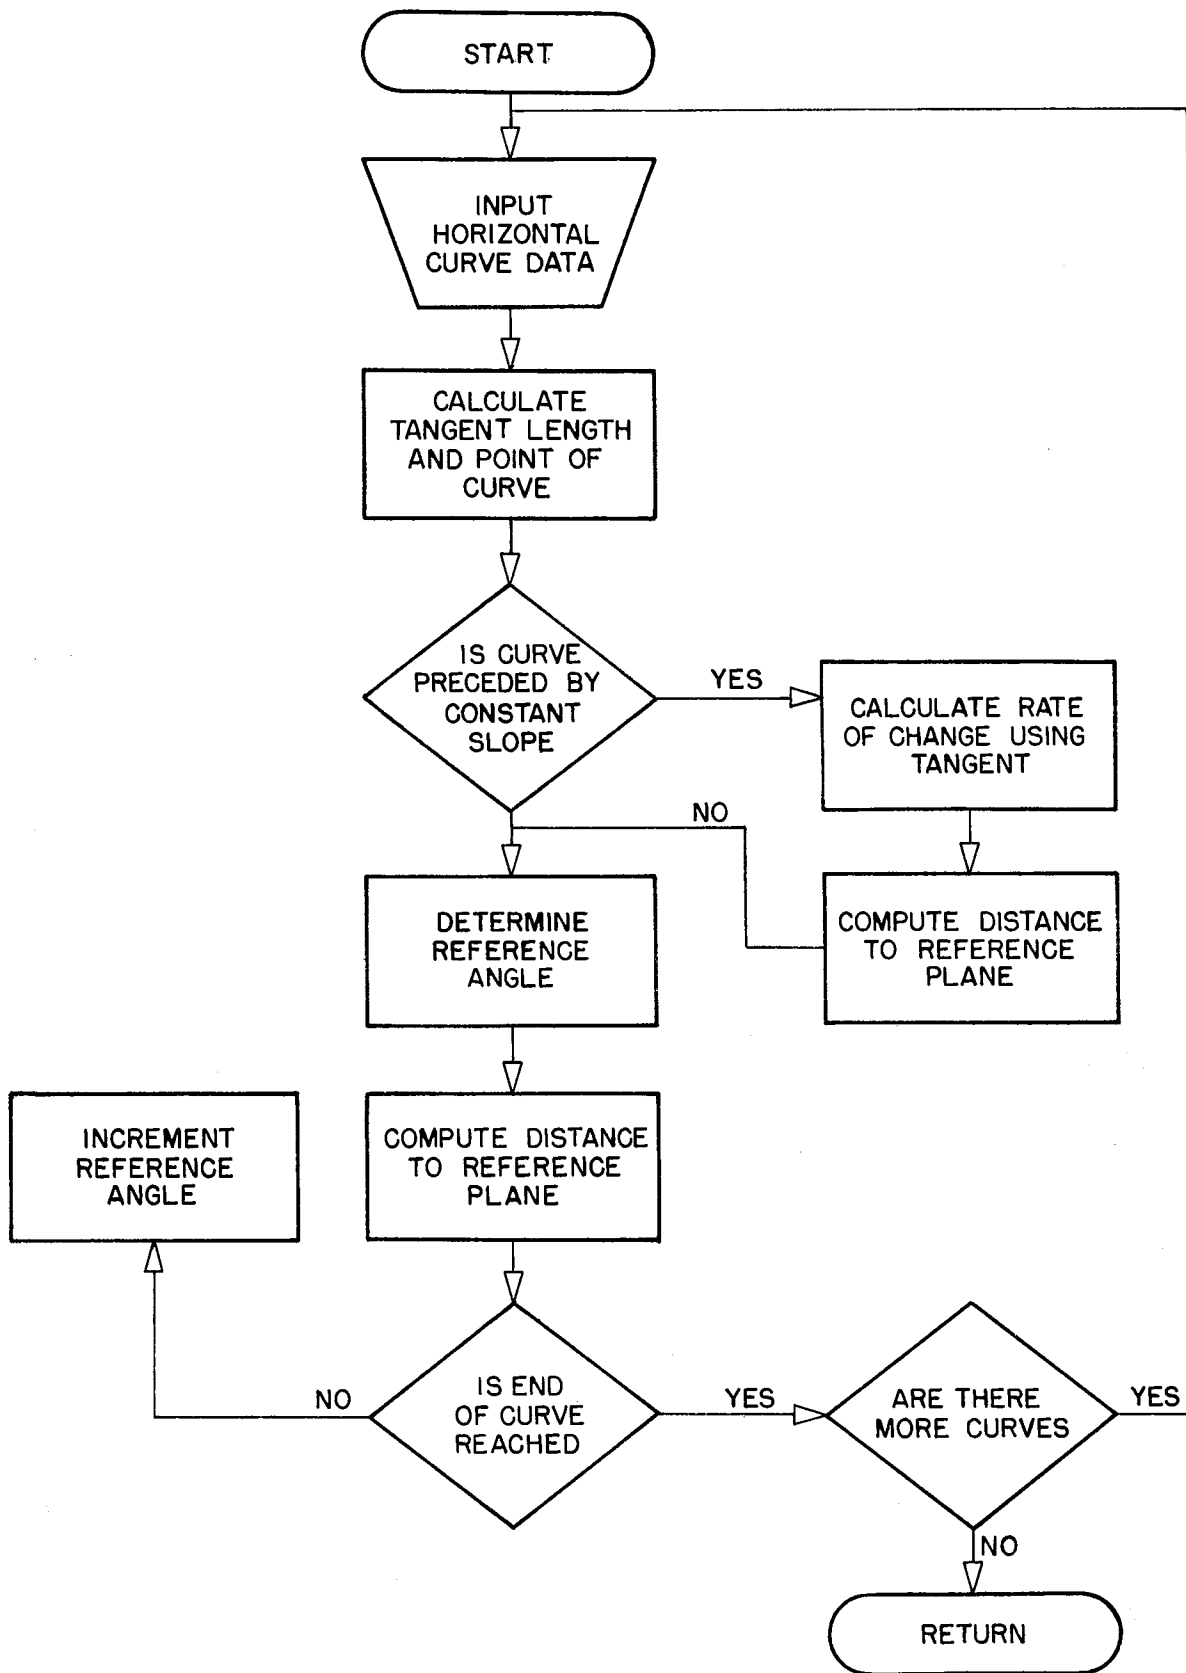 START
INPUT
HORIZONTAL
CURVE DATA
CALCULATE
TANGENT LENGTH
AND POINT OF
CURVE
IS CURVE
PRECEDED BY
CONSTANT
SLOPE
YES
CALCULATE RATE
OF CHANGE USING
TANGENT
NO
DETERMINE
REFERENCE
ANGLE
COMPUTE DISTANCE
TO REFERENCE
PLANE
INCREMENT
REFERENCE
ANGLE
COMPUTE DISTANCE
TO REFERENCE
PLANE
NO
IS END
OF CURVE
REACHED
YES
ARE THERE
MORE CURVES
YES
NO
RETURN